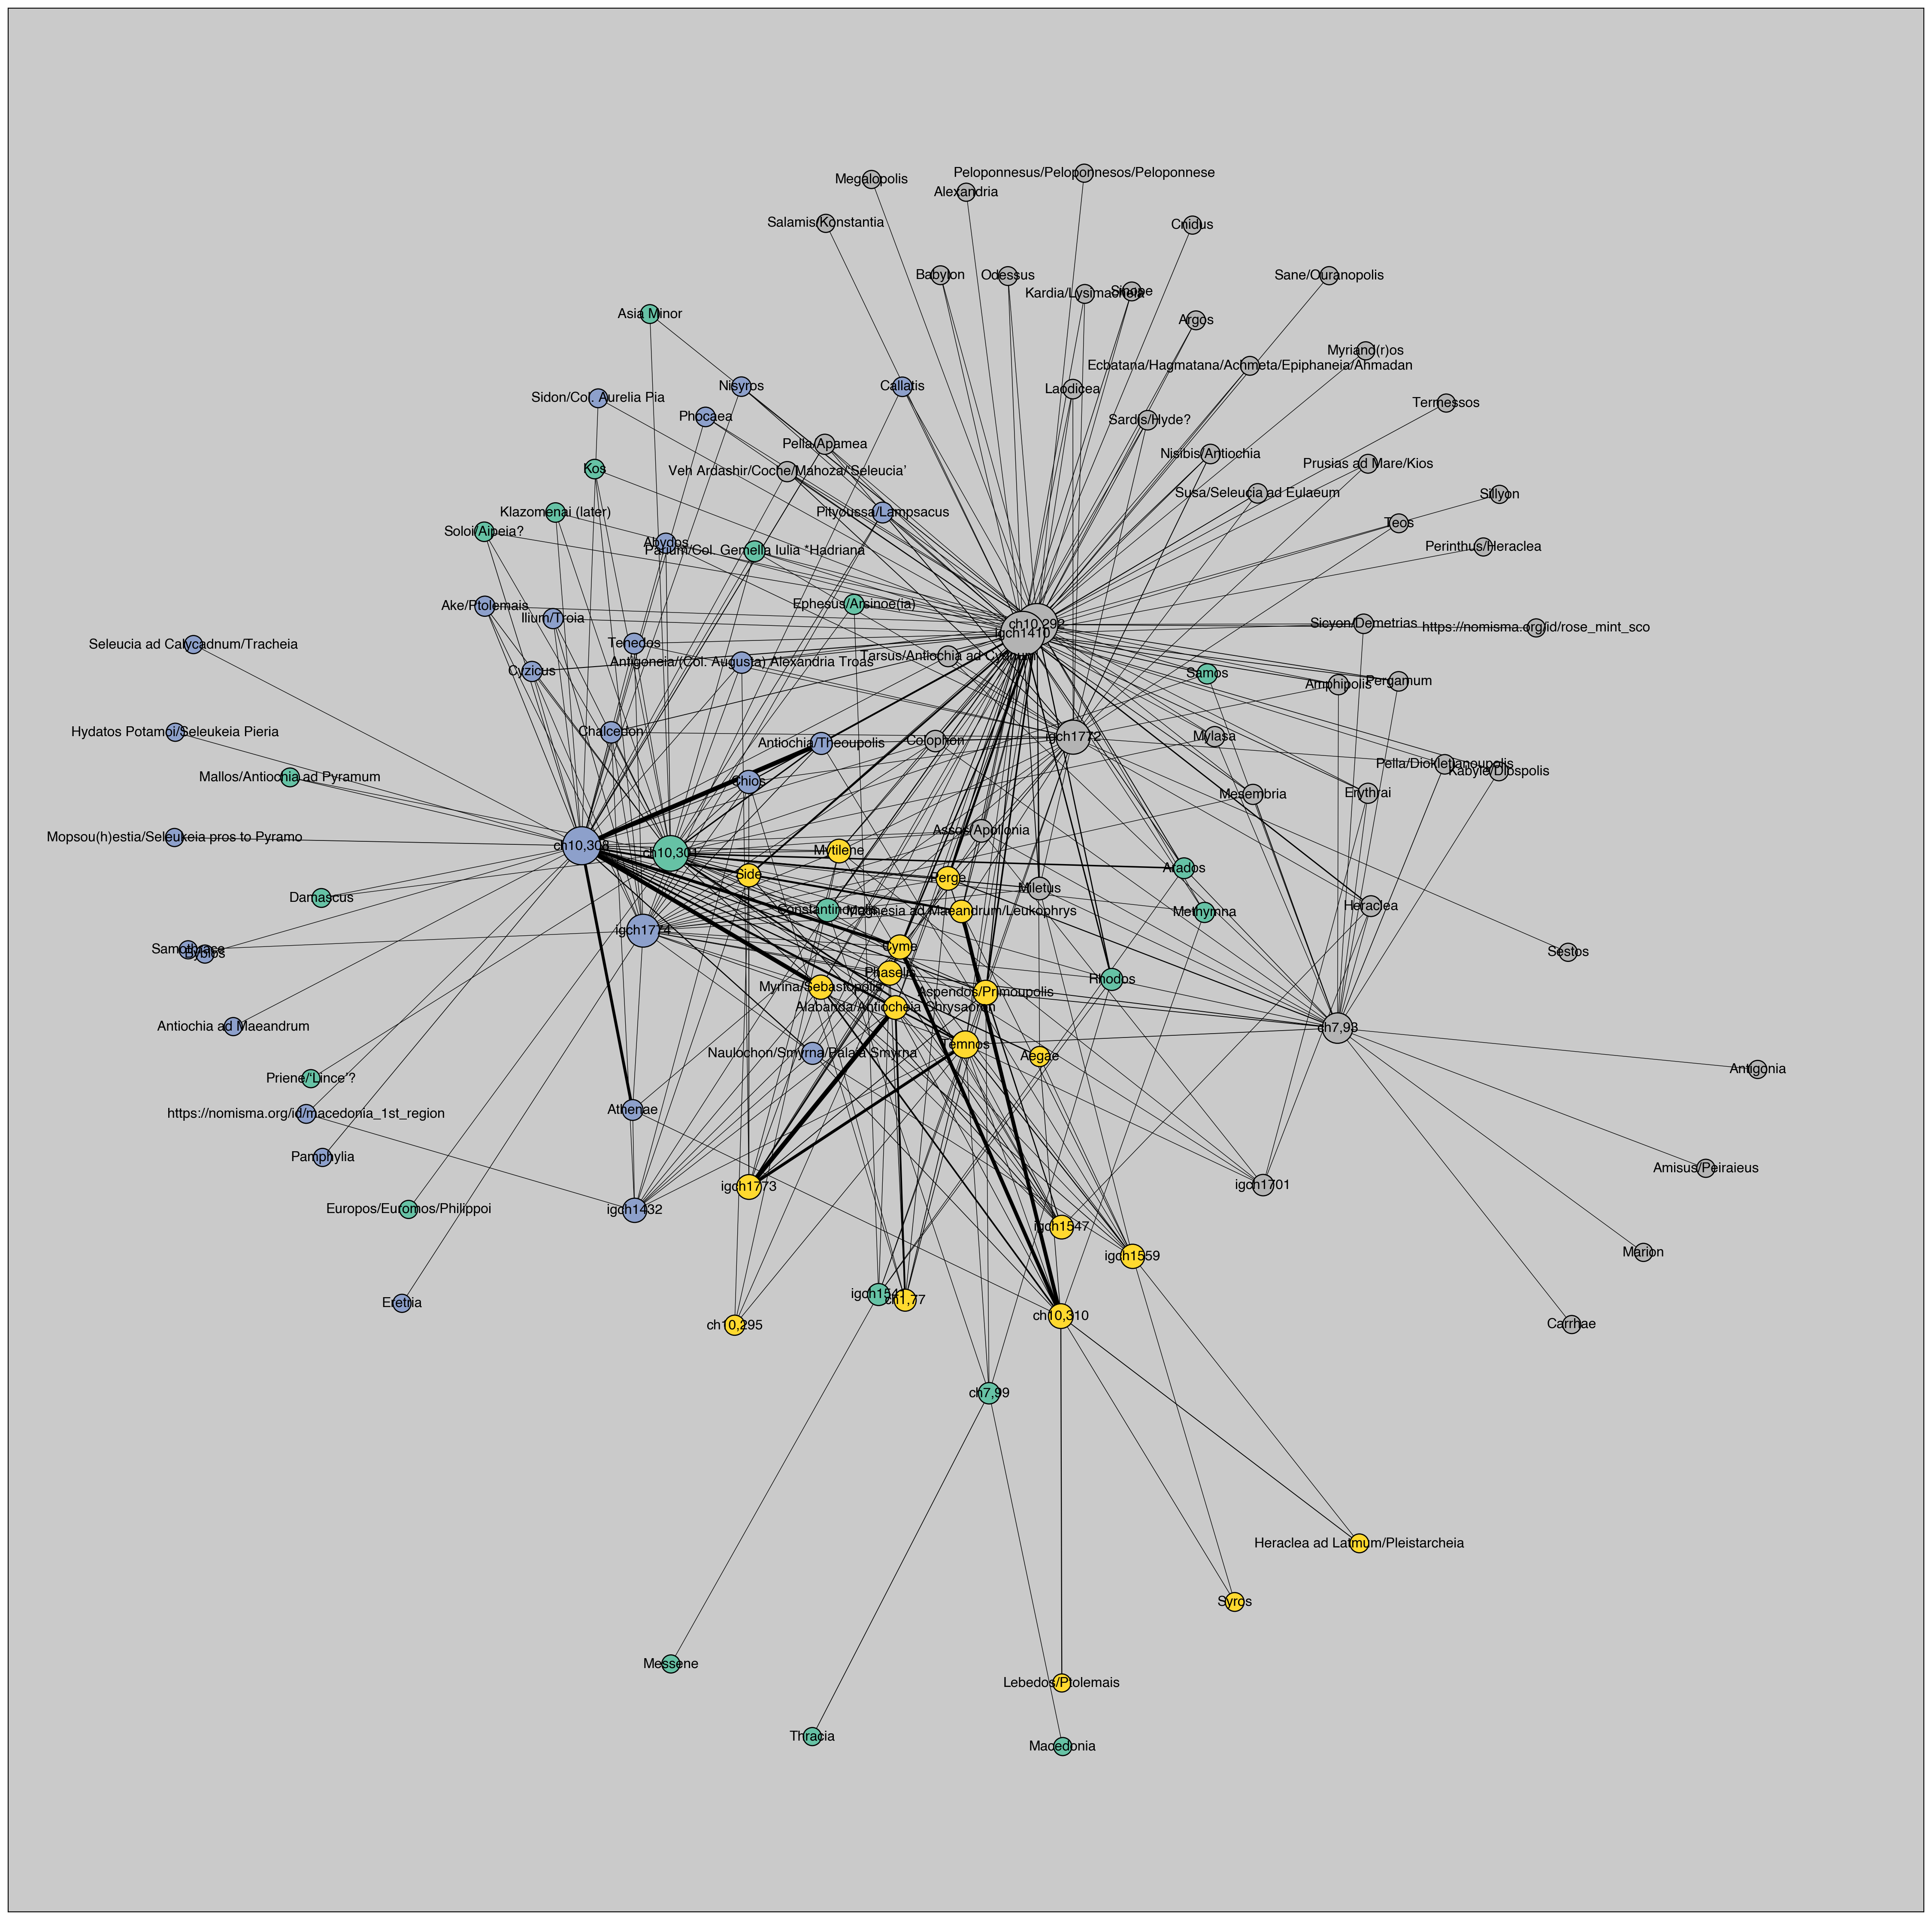 Peloponnesus/Peloponnesos/Peloponnese
Megalopolis
Alexandria
Salamis/Konstantia
Cnidus
Babylon
Odessus
Sane/Ouranopolis
Kardia/Lysimacheia
Sinope
Asia Minor
Argos
Myriand(r)os
Ecbatana/Hagmatana/Achmeta/Epiphaneia/Ahmadan
Nisyros
Callatis
Laodicea
Sidon/Col. Aurelia Pia
Termessos
Phocaea
Sardis/Hyde?
Pella/Apamea
Nisibis/Antiochia
Prusias ad Mare/Kios
Kos
Veh Ardashir/Coche/Mahoza/‘Seleucia’
Susa/Seleucia ad Eulaeum
Sillyon
Klazomenai (later)
Pityoussa/Lampsacus
Teos
Soloi/Aipeia?
Abydos
Parium/Col. Gemella Iulia *Hadriana
Perinthus/Heraclea
Ake/Ptolemais
Ephesus/Arsinoe(ia)
Ilium/Troia
ch10,292
igch1410
Sicyon/Demetrias
https://nomisma.org/id/rose_mint_sco
Seleucia ad Calycadnum/Tracheia
Tenedos
Tarsus/Antiochia ad Cydnum
Antigoneia/(Col. Augusta) Alexandria Troas
Cyzicus
Samos
Amphipolis
Pergamum
Hydatos Potamoi/Seleukeia Pieria
Chalcedon
Antiochia/Theoupolis
Colophon
igch1772
Mylasa
Pella/Diokletianoupolis
Kabyle/Diospolis
Mallos/Antiochia ad Pyramum
Chios
Mesembria
Erythrai
Mopsou(h)estia/Seleukeia pros to Pyramo
Assos/Apollonia
ch10,308
ch10,301
Mytilene
Side
Perge
Arados
Miletus
Damascus
Constantinopolis
Magnesia ad Maeandrum/Leukophrys
Methymna
Heraclea
igch1774
Cyme
Samothrace
Byblos
Sestos
Phaselis
Rhodos
Myrina/Sebastopolis
Aspendos/Primoupolis
Alabanda/Antiocheia Chrysaoron
Antiochia ad Maeandrum
ch7,93
Temnos
Naulochon/Smyrna/Palaia Smyrna
Aegae
Antigonia
Priene/‘Lince’?
https://nomisma.org/id/macedonia_1st_region
Athenae
Pamphylia
Amisus/Peiraieus
igch1773
igch1701
Europos/Euromos/Philippoi
igch1432
igch1547
Marion
igch1559
Eretria
ch1,77
ch10,310
ch10,295
Carrhae
ch7,99
Heraclea ad Latmum/Pleistarcheia
Syros
Messene
Lebedos/Ptolemais
Thracia
Macedonia